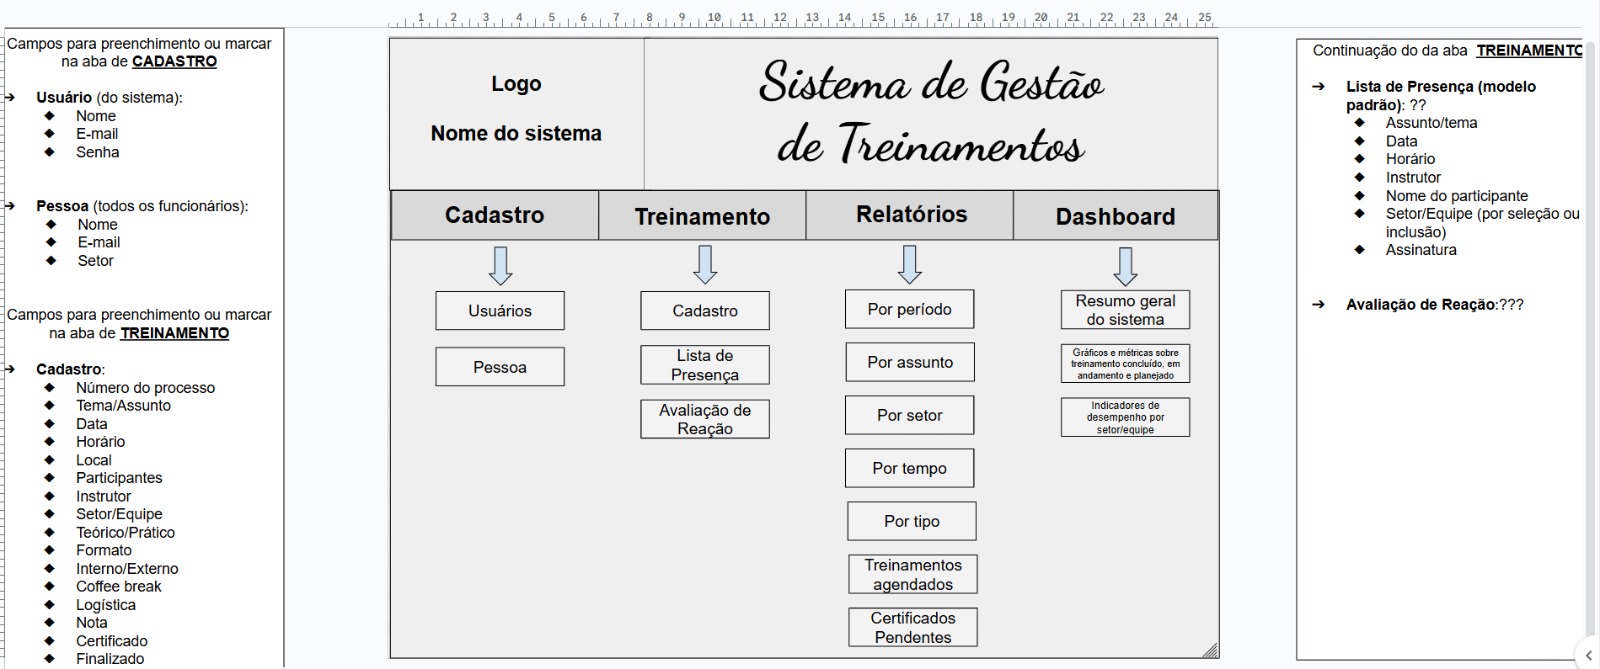 1 2 3 4 5 6 7 8 9 10 11 12 13 14 15 16 17 18 19 20 21 22 23 24 25
Campos para preenchimento ou marcar
na aba de CADASTRO
➔ Usuário (do sistema):
◆ Nome
◆ E-mail
◆ Senha
➔ Pessoa (todos os funcionários):
◆ Nome
◆ E-mail
◆ Setor
Campos para preenchimento ou marcar
na aba de TREINAMENTO
➔ Cadastro:
◆ Número do processo
◆ Tema/Assunto
◆ Data
◆ Horário
◆ Local
◆ Participantes
◆ Instrutor
◆ Setor/Equipe
◆ Teórico/Prático
◆ Formato
◆ Interno/Externo
◆ Coffee break
◆ Logística
◆ Nota
◆ Certificado
◆ Finalizado
Logo
Nome do sistema
Sistema de Gestão
de Treinamentos
Cadastro
Treinamento
Relatórios
Dashboard
Usuários
Pessoa
Cadastro
Lista de
Presença
Avaliação de
Reação
Por período
Por assunto
Por setor
Por tempo
Por tipo
Treinamentos
agendados
Certificados
Pendentes
Resumo geral
do sistema
Gráficos e métricas sobre
treinamento concluído, em
andamento e planejado
Indicadores de
desempenho por
setor/equipe
Continuação do da aba TREINAMENTO
➔ Lista de Presença (modelo
padrão): ??
◆ Assunto/tema
◆ Data
◆ Horário
◆ Instrutor
◆ Nome do participante
◆ Setor/Equipe (por seleção ou
inclusão)
◆ Assinatura
➔ Avaliação de Reação:???